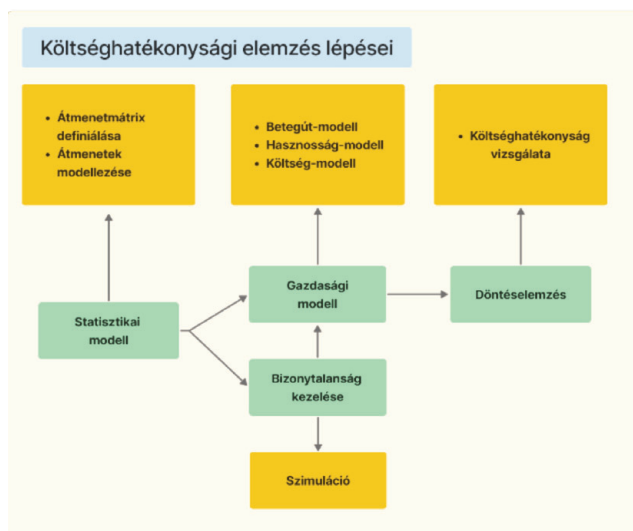 Költséghatékonysági elemzés lépései
• Átmenetmátrix
definiálása
• Átmenetek
modellezése
• Betegút-modell
• Hasznosság-modell
• Költség-modell
• Költséghatékonyság
vizsgálata
Statisztikai
modell
Gazdasági
modell
Döntéselemzés
Bizonytalanság
kezelése
Szimuláció